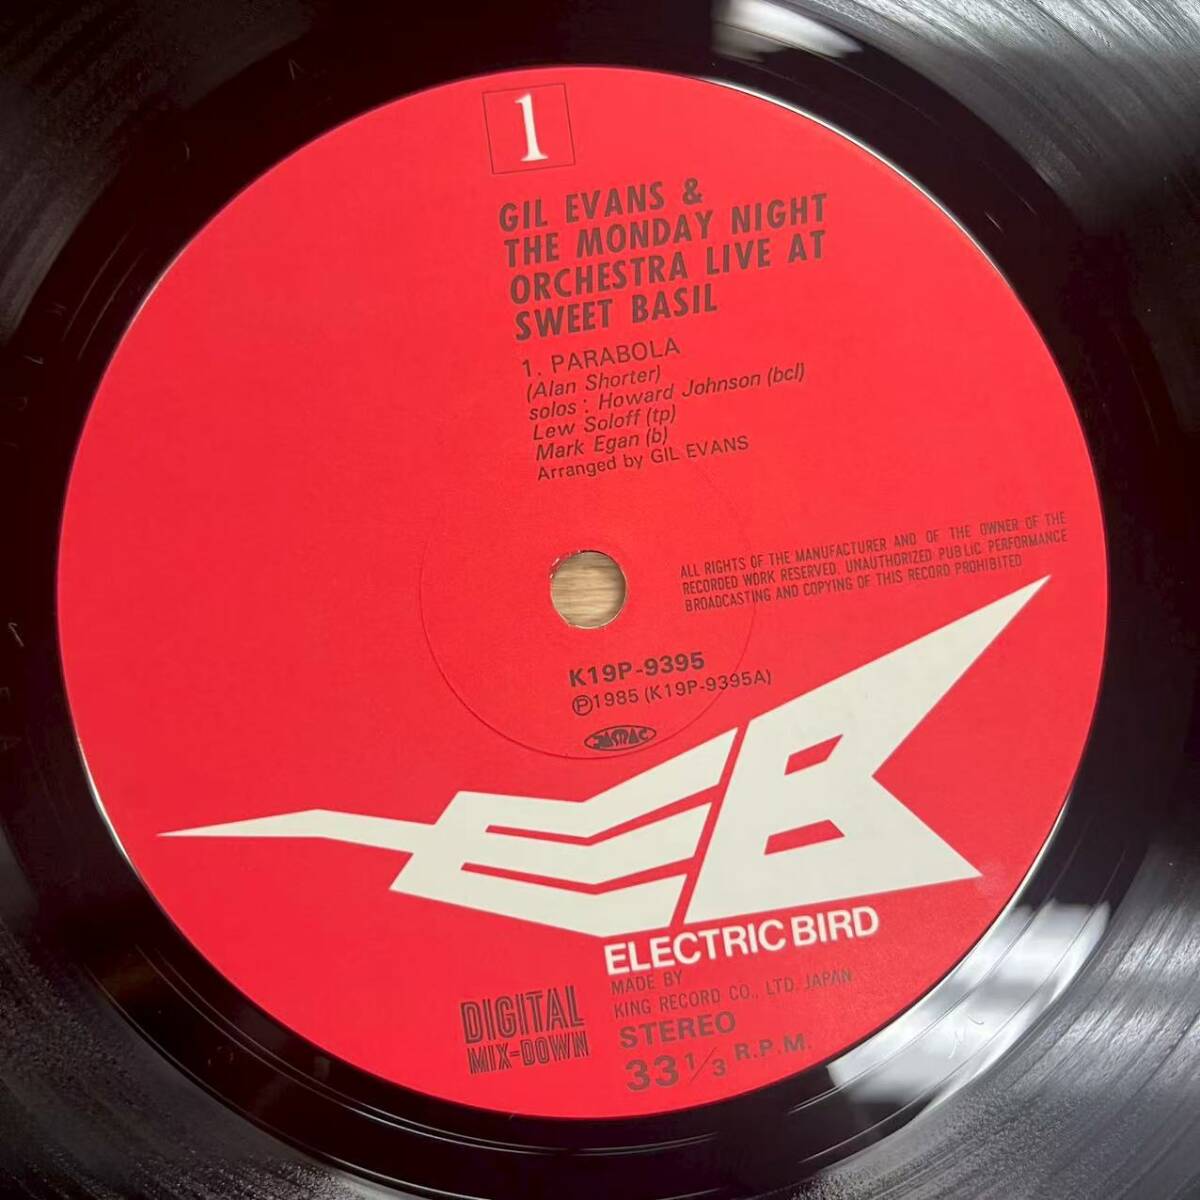 1
GIL EVANS &
THE MONDAY NIGHT
ORCHESTRA LIVE AT
SWEET BASIL
1. PARABOLA
(Alan Shorter)
solos : Howard Johnson (bcl)
Lew Soloff (tp)
Mark Egan (b)
Arranged by GIL EVANS
ALL RIGHTS OF THE MANUFACTURER AND OF THE OWNER OF THE
RECORDED WORK RESERVED. UNAUTHORIZED PUBLIC PERFORMANCE
BROADCASTING AND COPYING OF THIS RECORD PROHIBITED
K19P-9395
Ⓟ1985 (K19P-9395A)
JASRAC
EB
ELECTRIC BIRD
MADE BY
KING RECORD CO., LTD. JAPAN
DIGITAL
MIX-DOWN
STEREO
33 1/3 R.P.M.